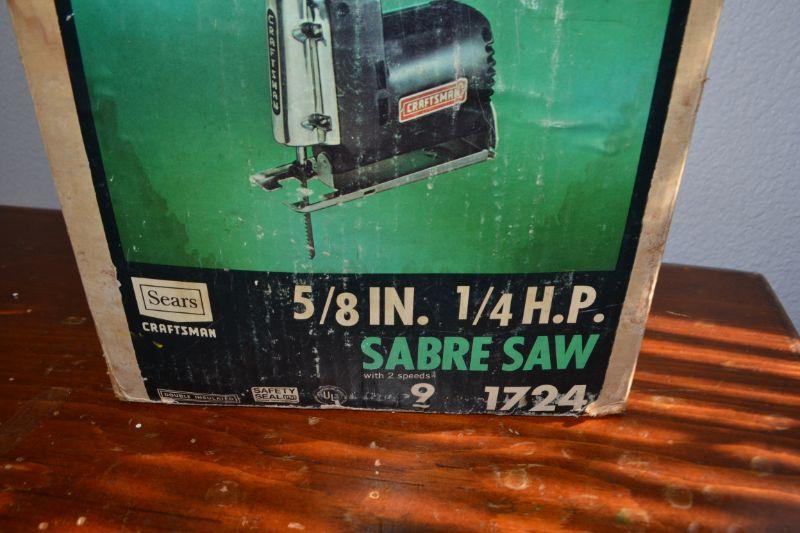 CRAFTSMAN
CRAFTSMAN
Sears
CRAFTSMAN
5/8 IN. 1/4 H.P.
SABRE SAW
with 2 speeds
DOUBLE INSULATED
SAFETY
SEAL
UL
9 1724